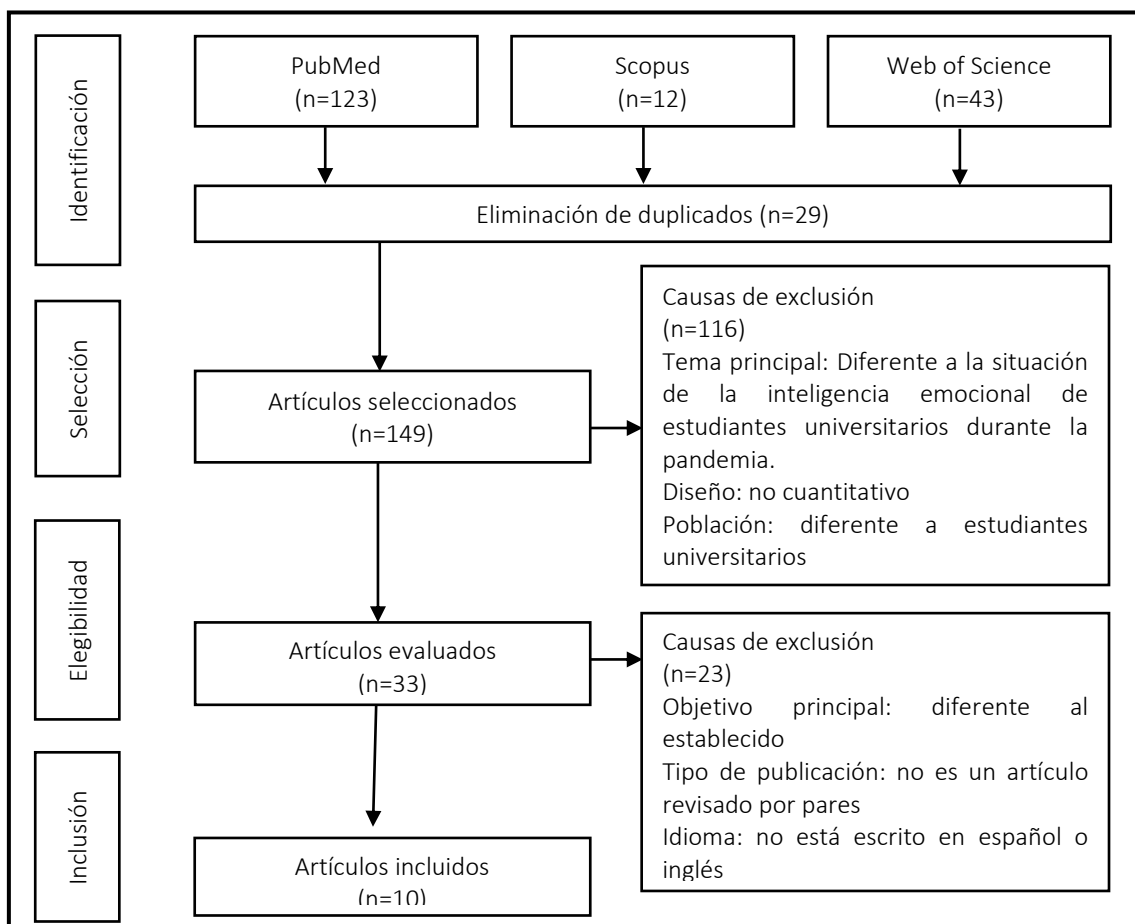 Identificación
PubMed
(n=123)
Scopus
(n=12)
Web of Science
(n=43)
Eliminación de duplicados (n=29)
Selección
Artículos seleccionados
(n=149)
Causas de exclusión
(n=116)
Tema principal: Diferente a la situación
de la inteligencia emocional de
estudiantes universitarios durante la
pandemia.
Diseño: no cuantitativo
Población: diferente a estudiantes
universitarios
Elegibilidad
Artículos evaluados
(n=33)
Causas de exclusión
(n=23)
Objetivo principal: diferente al
establecido
Tipo de publicación: no es un artículo
revisado por pares
Idioma: no está escrito en español o
inglés
Inclusión
Artículos incluidos
(n=10)